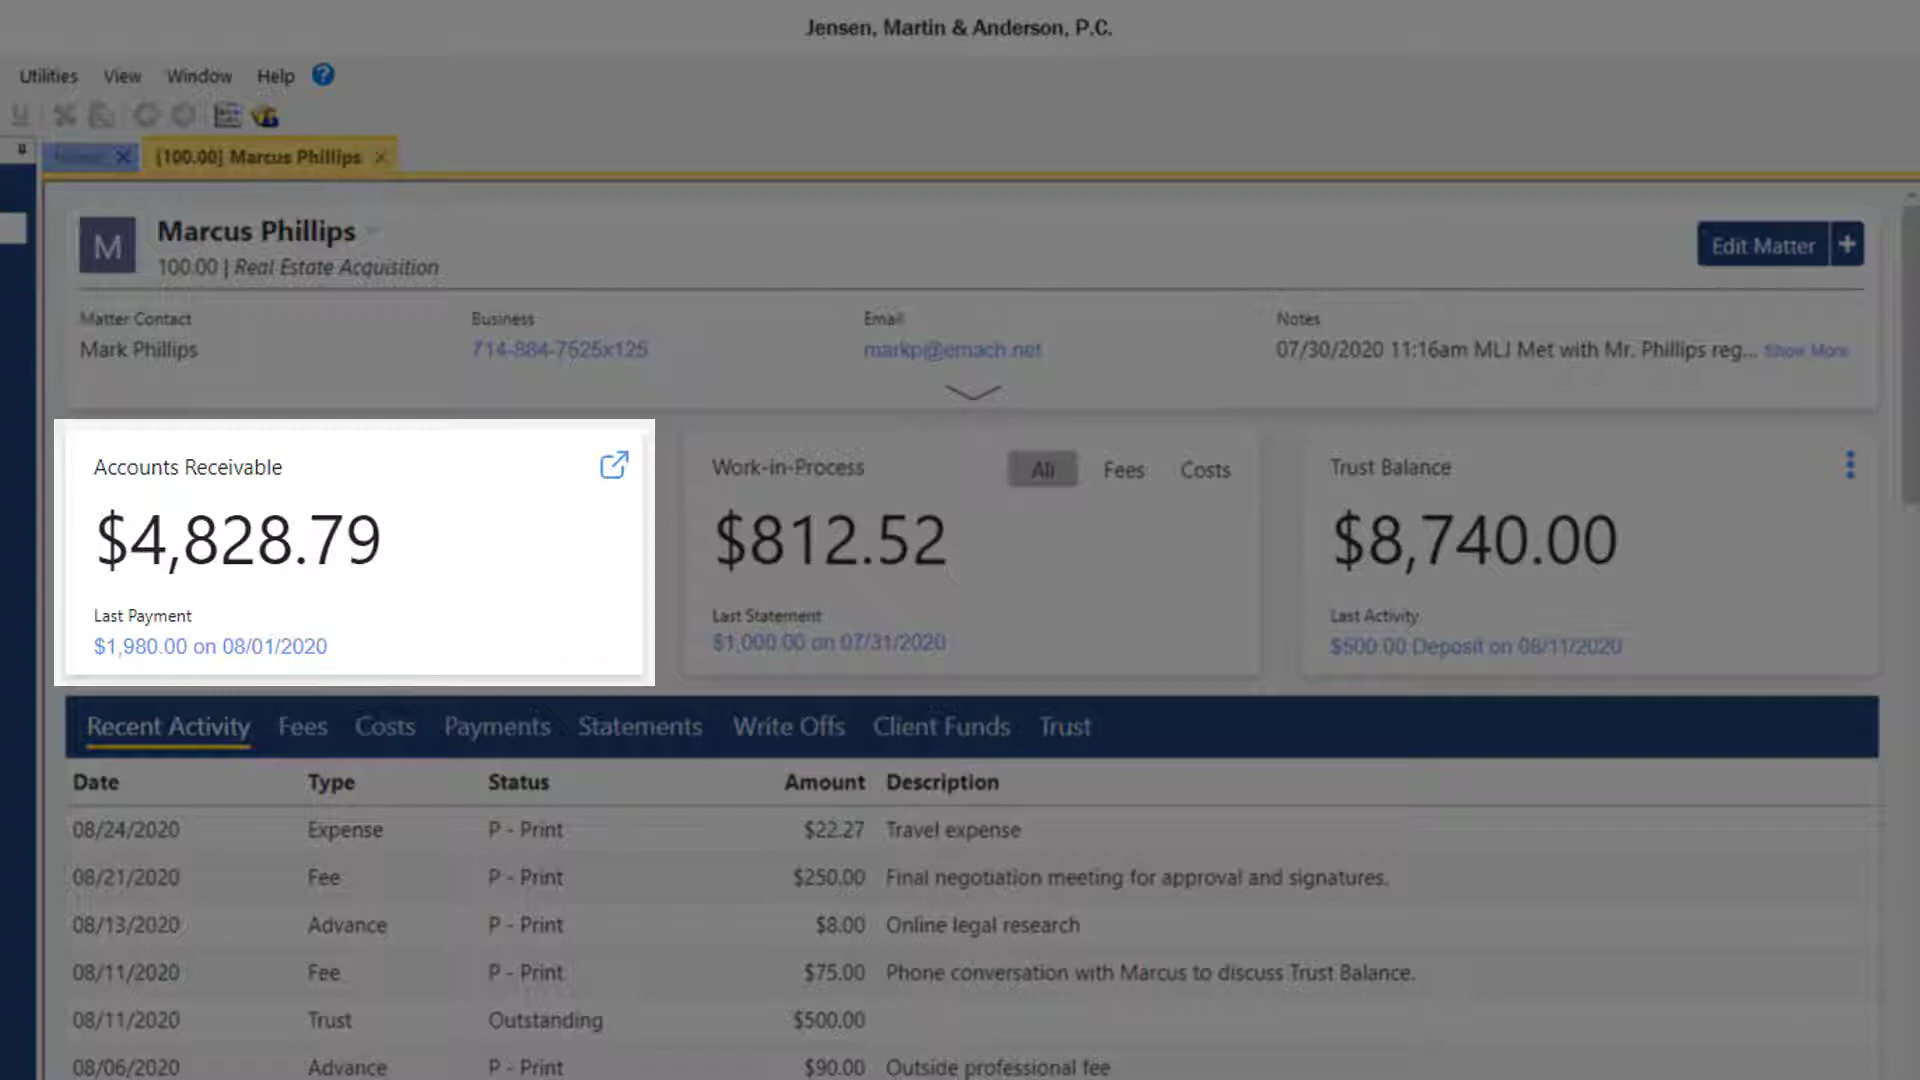 Jensen, Martin & Anderson, P.C.
Utilities View Window Help ?
[100.00] Marcus Phillips
M
Marcus Phillips
100.00 | Real Estate Acquisition
Edit Matter +
Matter Contact Business Email Notes
Mark Phillips 714-884-7525x125 markp@emach.net 07/30/2020 11:16am MLJ Met with Mr. Phillips reg... Show More
Accounts Receivable
$4,828.79
Last Payment
$1,980.00 on 08/01/2020
Work-in-Process All Fees Costs
$812.52
Last Statement
$1,000.00 on 07/31/2020
Trust Balance
$8,740.00
Last Activity
$500.00 Deposit on 08/11/2020
Recent Activity Fees Costs Payments Statements Write Offs Client Funds Trust
Date Type Status Amount Description
08/24/2020 Expense P - Print $22.27 Travel expense
08/21/2020 Fee P - Print $250.00 Final negotiation meeting for approval and signatures.
08/13/2020 Advance P - Print $8.00 Online legal research
08/11/2020 Fee P - Print $75.00 Phone conversation with Marcus to discuss Trust Balance.
08/11/2020 Trust Outstanding $500.00
08/06/2020 Advance P - Print $90.00 Outside professional fee